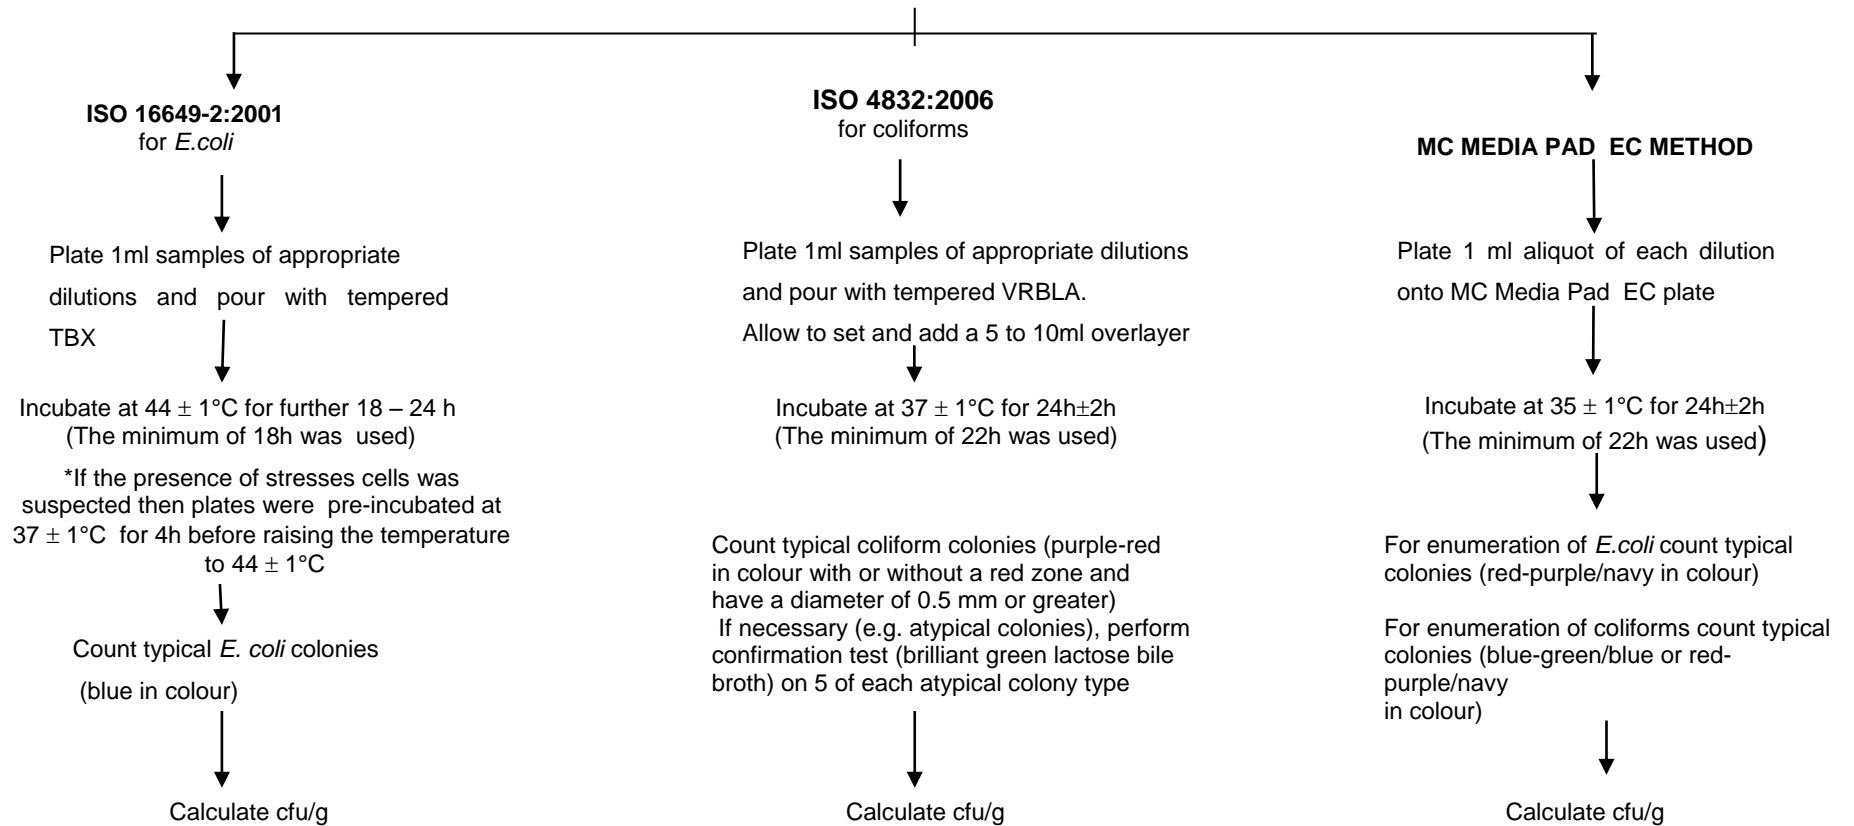 ISO 16649-2:2001
for E.coli
Plate 1ml samples of appropriate
dilutions and pour with tempered
TBX
Incubate at 44 ± 1°C for further 18 – 24 h
(The minimum of 18h was used)
*If the presence of stresses cells was
suspected then plates were pre-incubated at
37 ± 1°C for 4h before raising the temperature
to 44 ± 1°C
Count typical E. coli colonies
(blue in colour)
Calculate cfu/g
ISO 4832:2006
for coliforms
Plate 1ml samples of appropriate dilutions
and pour with tempered VRBLA.
Allow to set and add a 5 to 10ml overlayer
Incubate at 37 ± 1°C for 24h±2h
(The minimum of 22h was used)
Count typical coliform colonies (purple-red
in colour with or without a red zone and
have a diameter of 0.5 mm or greater)
If necessary (e.g. atypical colonies), perform
confirmation test (brilliant green lactose bile
broth) on 5 of each atypical colony type
Calculate cfu/g
MC MEDIA PAD EC METHOD
Plate 1 ml aliquot of each dilution
onto MC Media Pad EC plate
Incubate at 35 ± 1°C for 24h±2h
(The minimum of 22h was used)
For enumeration of E.coli count typical
colonies (red-purple/navy in colour)
For enumeration of coliforms count typical
colonies (blue-green/blue or red-
purple/navy
in colour)
Calculate cfu/g